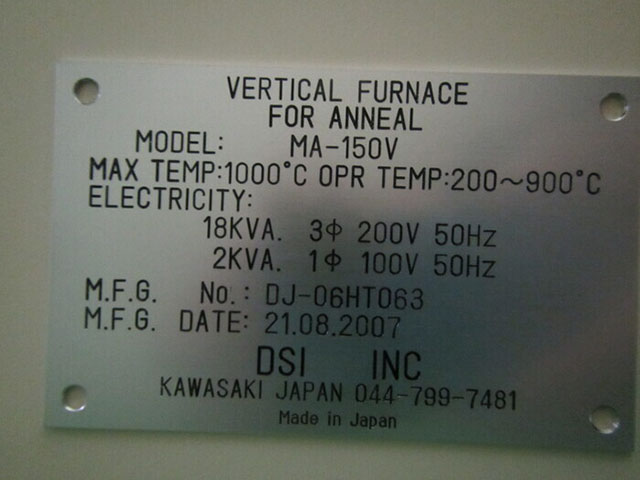 VERTICAL FURNACE
FOR ANNEAL
MODEL: MA-150V
MAX TEMP:1000°C OPR TEMP:200～900°C
ELECTRICITY:
18KVA. 3Φ 200V 50Hz
2KVA. 1Φ 100V 50Hz
M.F.G. No.: DJ-06HT063
M.F.G. DATE: 21.08.2007
DSI INC
KAWASAKI JAPAN 044-799-7481
Made in Japan